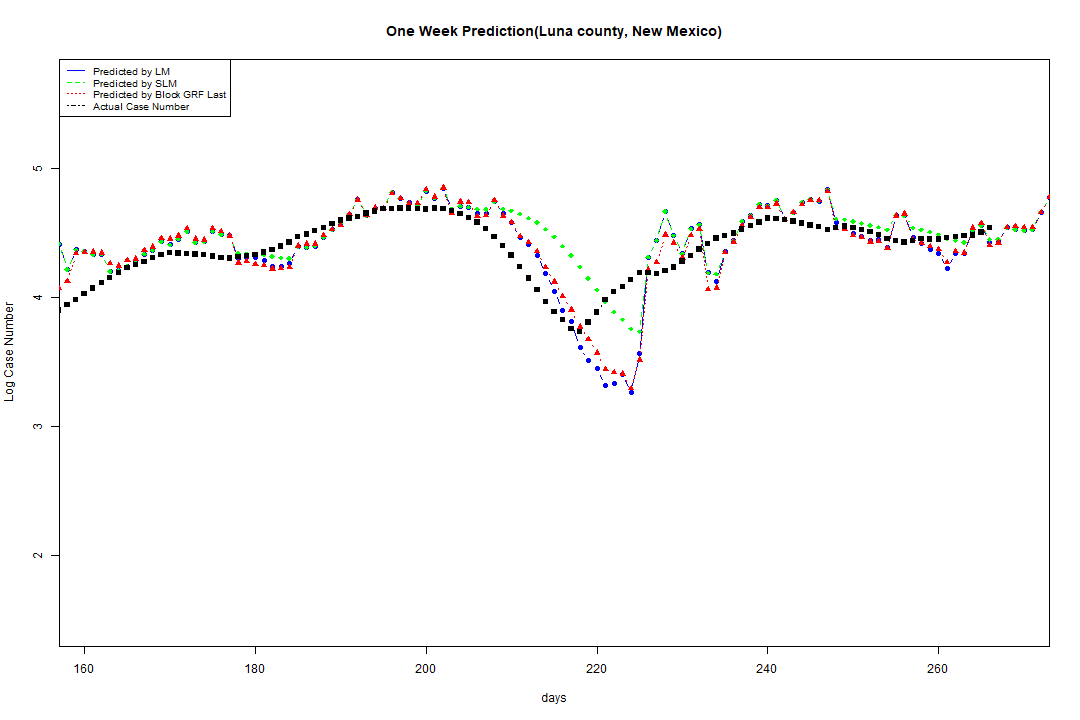 One Week Prediction(Luna county, New Mexico)
Predicted by LM
Predicted by SLM
Predicted by Block GRF Last
Actual Case Number
5
4
3
2
Log Case Number
160 180 200 220 240 260
days